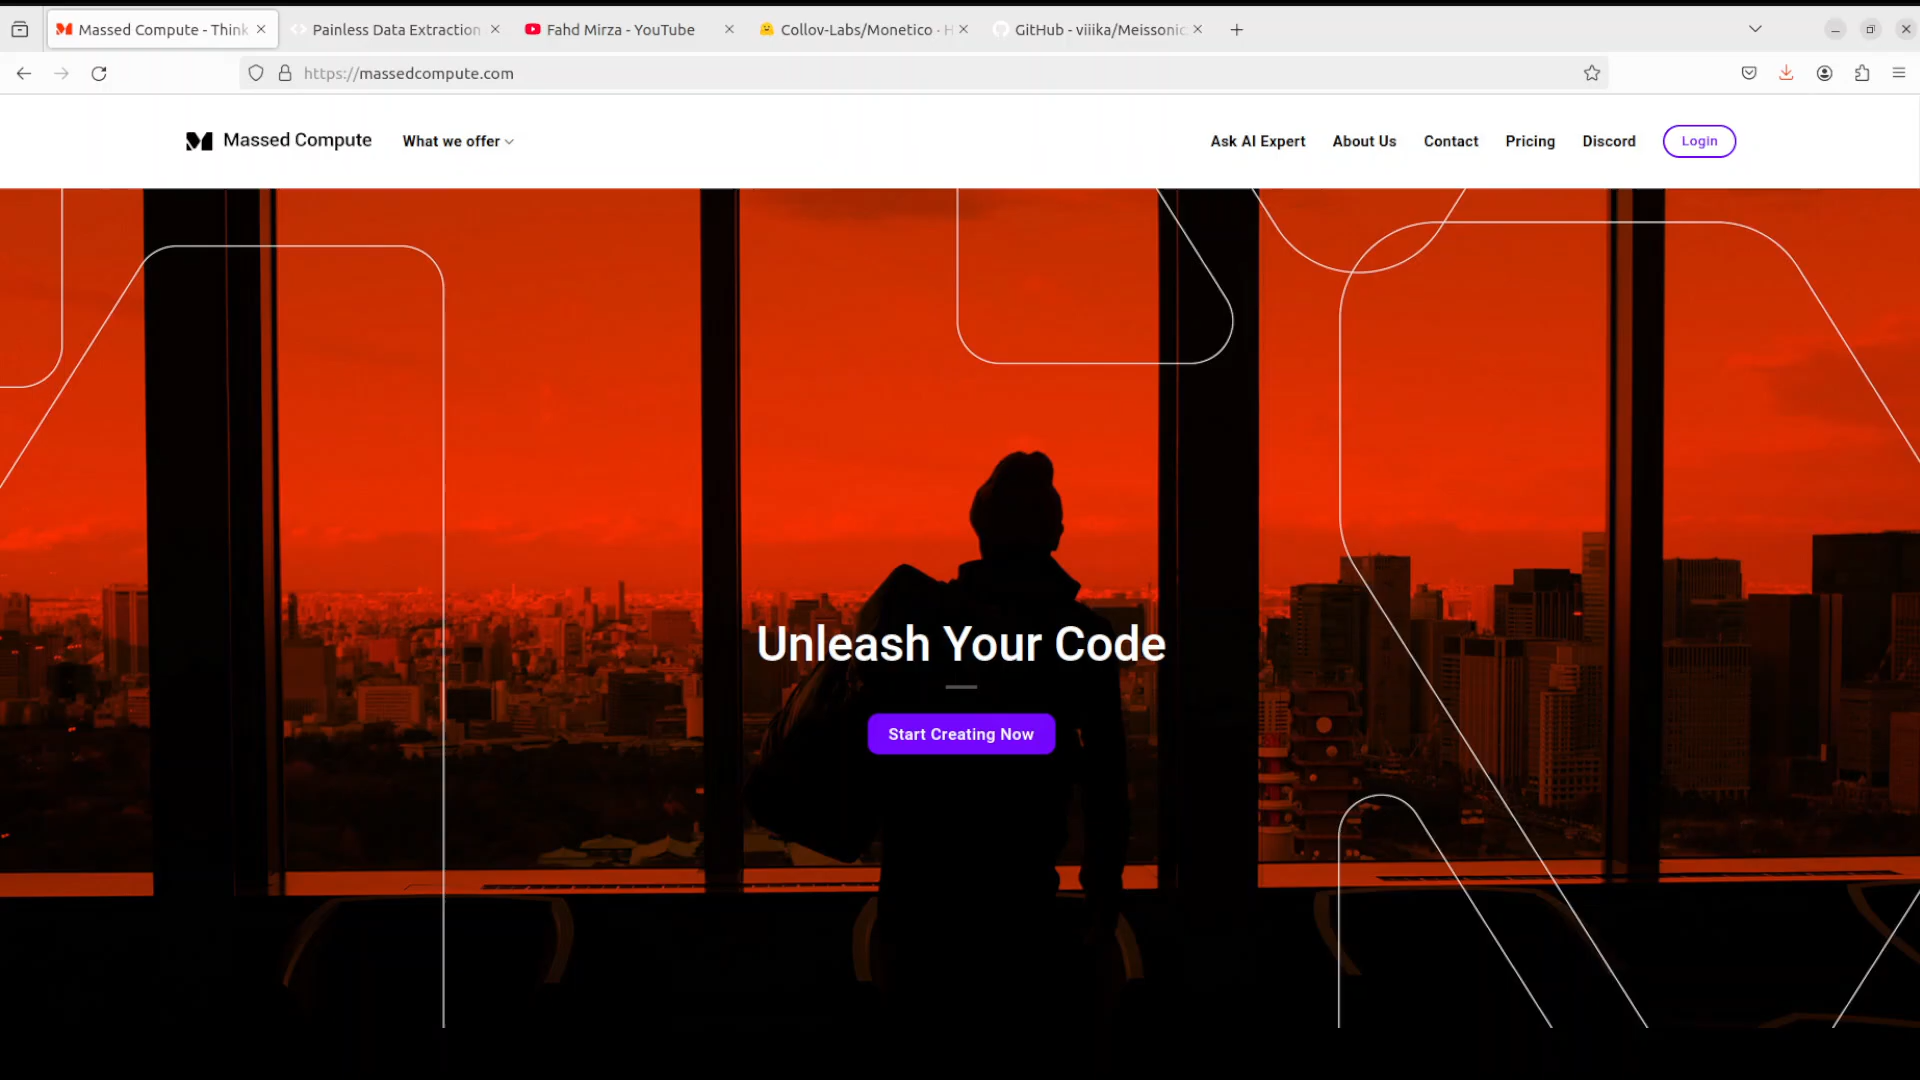 Massed Compute - Think
Painless Data Extraction
Fahd Mirza - YouTube
Collov-Labs/Monetico · H
GitHub - viiika/Meissonic:
https://massedcompute.com
Massed Compute
What we offer
Ask AI Expert
About Us
Contact
Pricing
Discord
Login
Unleash Your Code
Start Creating Now